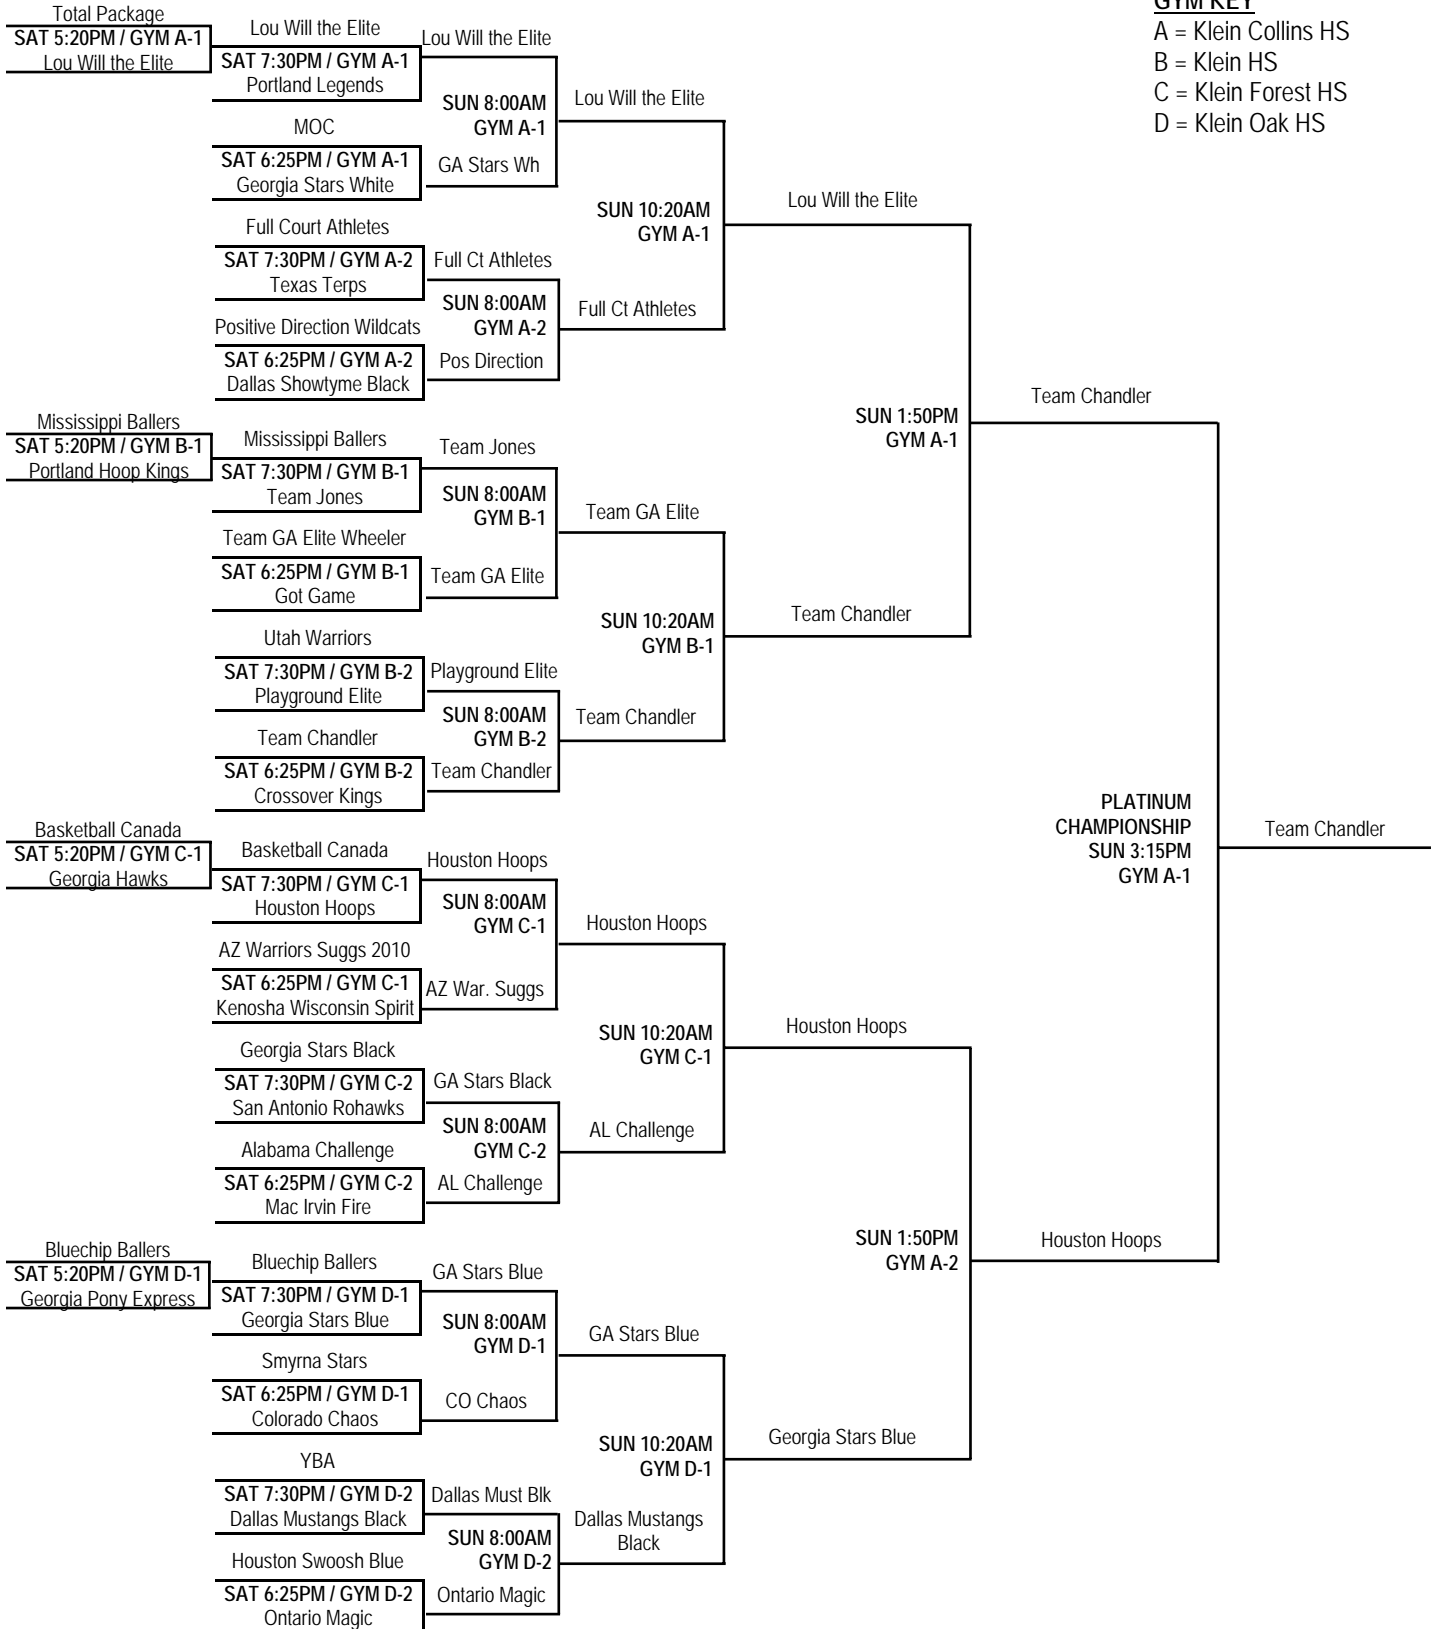 GYM KEY
A = Klein Collins HS
B = Klein HS
C = Klein Forest HS
D = Klein Oak HS
Total Package
SAT 5:20PM / GYM A-1
Lou Will the Elite
Lou Will the Elite
SAT 7:30PM / GYM A-1
Portland Legends
MOC
SAT 6:25PM / GYM A-1
Georgia Stars White
Lou Will the Elite
SUN 8:00AM
GYM A-1
GA Stars Wh
Full Court Athletes
SAT 7:30PM / GYM A-2
Texas Terps
Positive Direction Wildcats
SAT 6:25PM / GYM A-2
Dallas Showtyme Black
Full Ct Athletes
SUN 8:00AM
GYM A-2
Pos Direction
Lou Will the Elite
SUN 10:20AM
GYM A-1
Full Ct Athletes
Mississippi Ballers
SAT 5:20PM / GYM B-1
Portland Hoop Kings
Mississippi Ballers
SAT 7:30PM / GYM B-1
Team Jones
Team GA Elite Wheeler
SAT 6:25PM / GYM B-1
Got Game
Team Jones
SUN 8:00AM
GYM B-1
Team GA Elite
Utah Warriors
SAT 7:30PM / GYM B-2
Playground Elite
Team Chandler
SAT 6:25PM / GYM B-2
Crossover Kings
Playground Elite
SUN 8:00AM
GYM B-2
Team Chandler
Team GA Elite
SUN 10:20AM
GYM B-1
Team Chandler
Lou Will the Elite
SUN 1:50PM
GYM A-1
Team Chandler
Basketball Canada
SAT 5:20PM / GYM C-1
Georgia Hawks
Basketball Canada
SAT 7:30PM / GYM C-1
Houston Hoops
AZ Warriors Suggs 2010
SAT 6:25PM / GYM C-1
Kenosha Wisconsin Spirit
Houston Hoops
SUN 8:00AM
GYM C-1
AZ War. Suggs
Georgia Stars Black
SAT 7:30PM / GYM C-2
San Antonio Rohawks
Alabama Challenge
SAT 6:25PM / GYM C-2
Mac Irvin Fire
GA Stars Black
SUN 8:00AM
GYM C-2
AL Challenge
Houston Hoops
SUN 10:20AM
GYM C-1
AL Challenge
Bluechip Ballers
SAT 5:20PM / GYM D-1
Georgia Pony Express
Bluechip Ballers
SAT 7:30PM / GYM D-1
Georgia Stars Blue
Smyrna Stars
SAT 6:25PM / GYM D-1
Colorado Chaos
GA Stars Blue
SUN 8:00AM
GYM D-1
CO Chaos
YBA
SAT 7:30PM / GYM D-2
Dallas Mustangs Black
Houston Swoosh Blue
SAT 6:25PM / GYM D-2
Ontario Magic
Dallas Must Blk
SUN 8:00AM
GYM D-2
Ontario Magic
GA Stars Blue
SUN 10:20AM
GYM D-1
Dallas Mustangs
Black
Houston Hoops
SUN 1:50PM
GYM A-2
Georgia Stars Blue
Team Chandler
PLATINUM
CHAMPIONSHIP
SUN 3:15PM
GYM A-1
Houston Hoops
Team Chandler